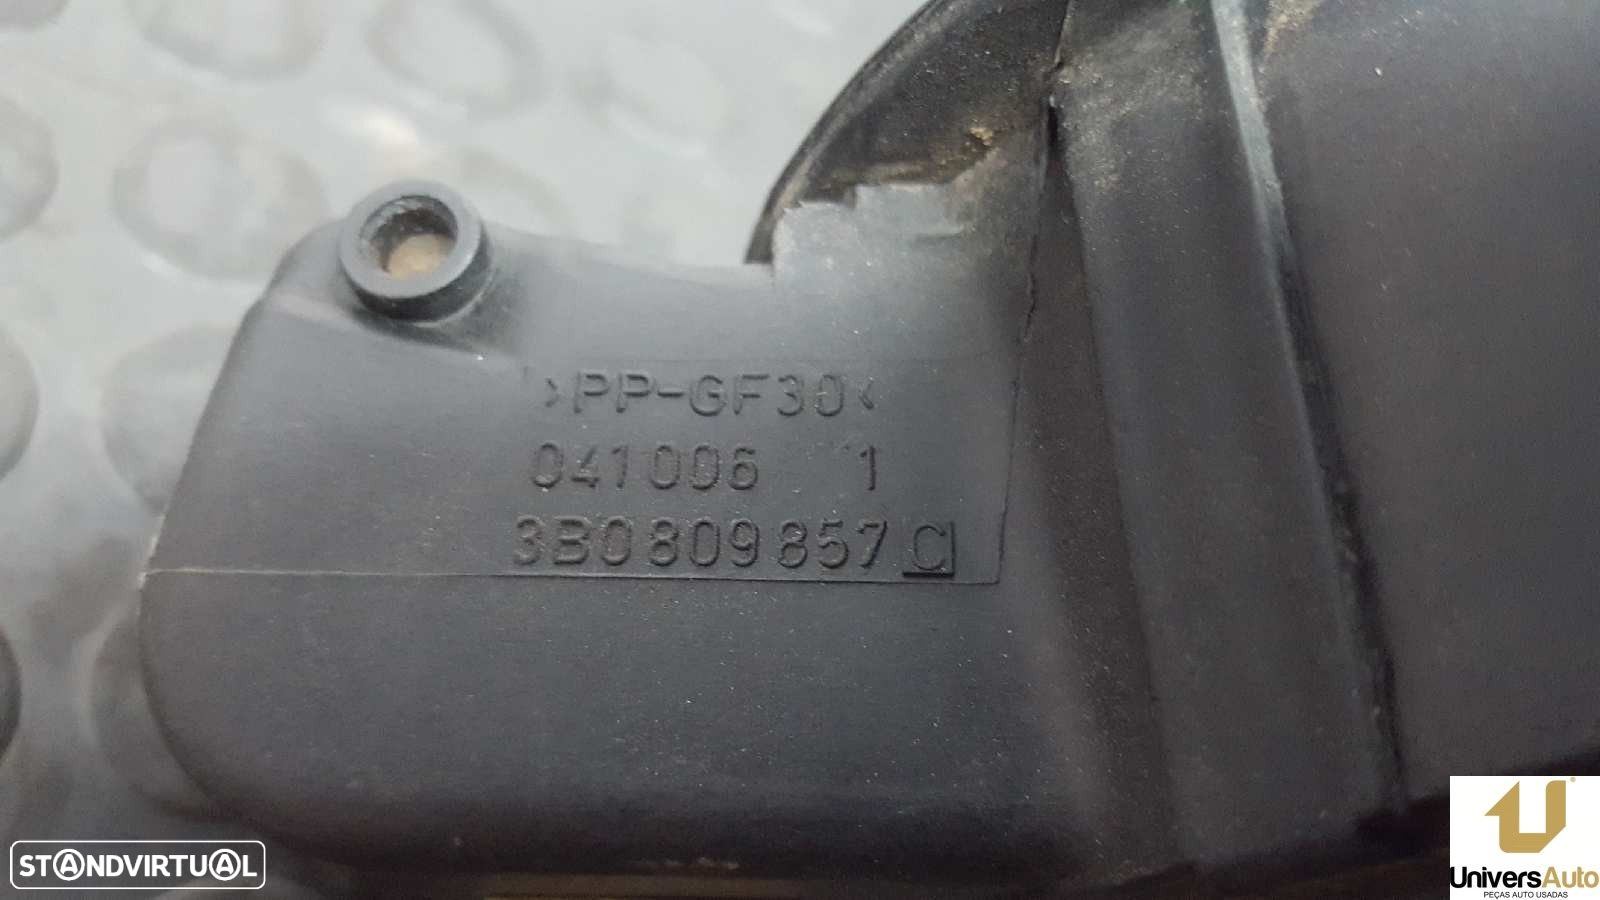 >PP-GF30<
041006 1
3B0809857C
STANDVIRTUAL
UniversAuto
PEÇAS AUTO USADAS